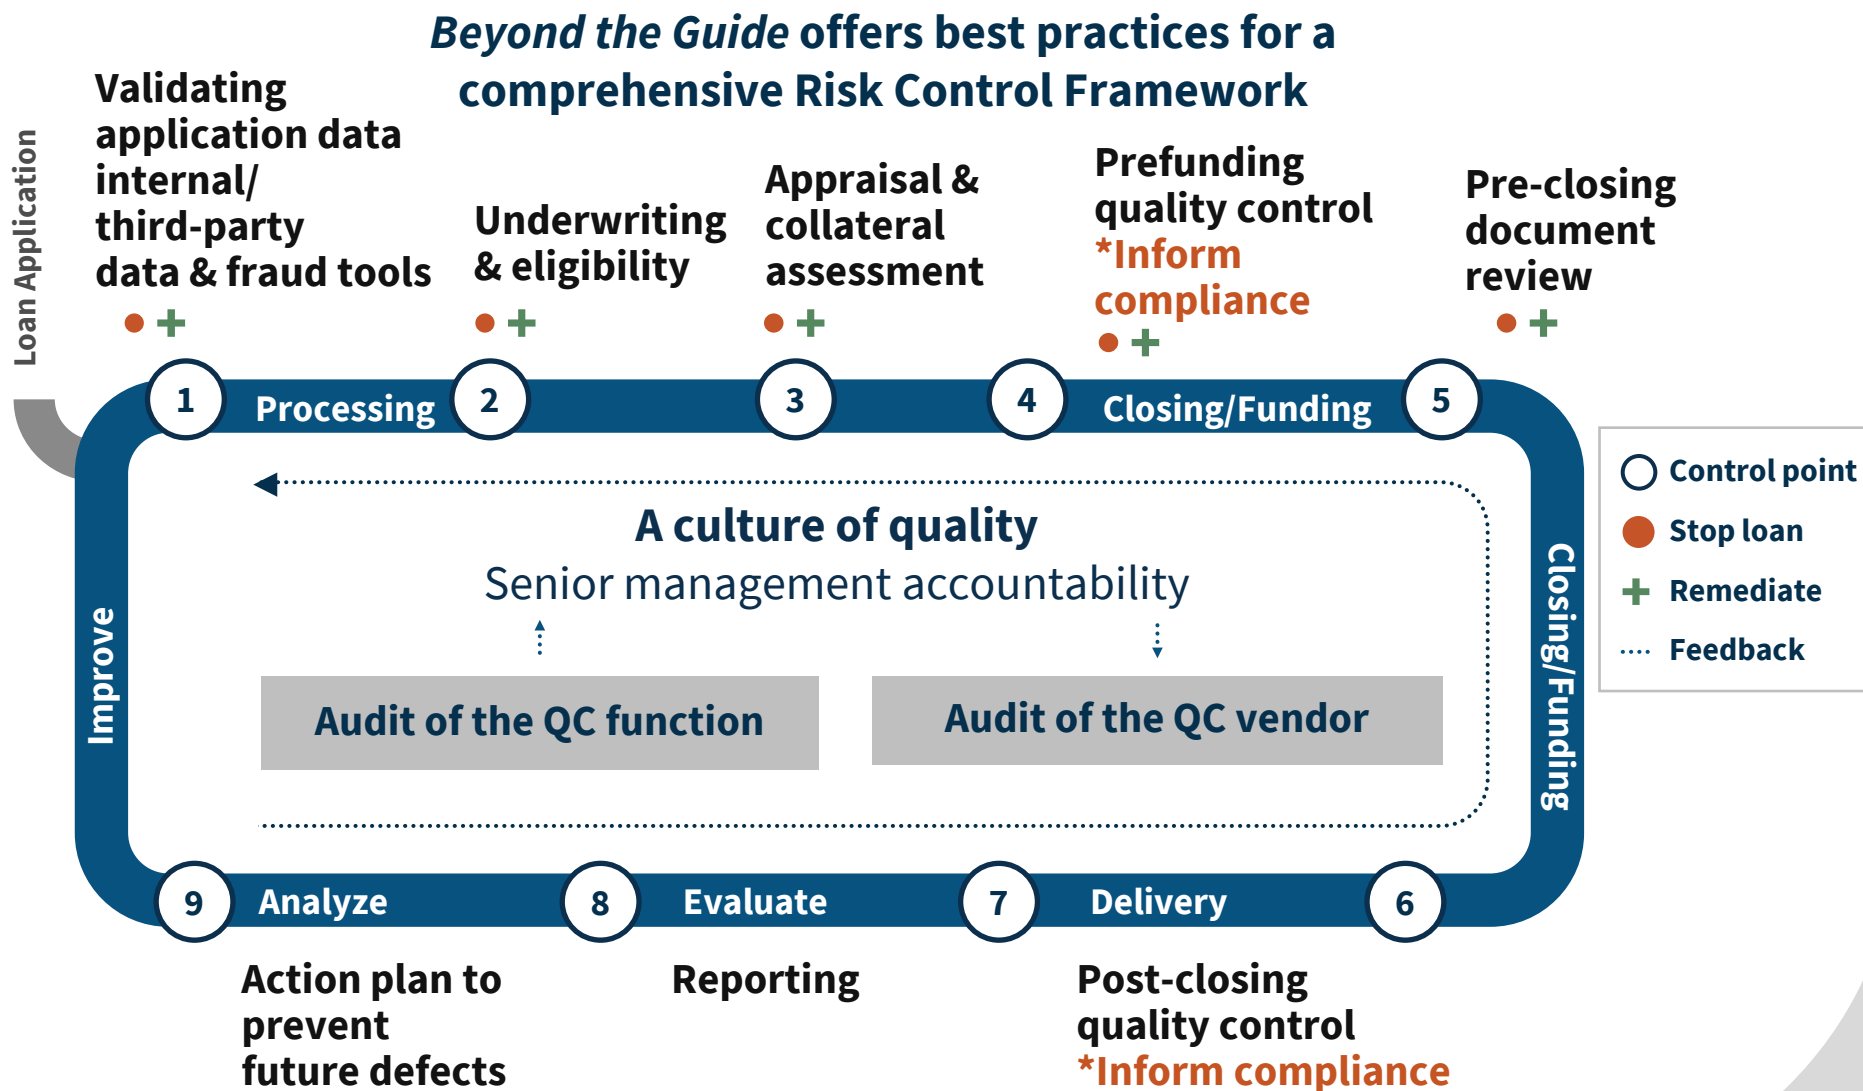 Beyond the Guide offers best practices for a
comprehensive Risk Control Framework
Loan Application
Validating
application data
internal/
third-party
data & fraud tools
Underwriting
& eligibility
Appraisal &
collateral
assessment
Prefunding
quality control
*Inform
compliance
Pre-closing
document
review
1
Processing
2
3
4
Closing/Funding
5
Control point
Stop loan
Remediate
Feedback
A culture of quality
Senior management accountability
Improve
Closing/Funding
Audit of the QC function
Audit of the QC vendor
9
Analyze
8
Evaluate
7
Delivery
6
Action plan to
prevent
future defects
Reporting
Post-closing
quality control
*Inform compliance